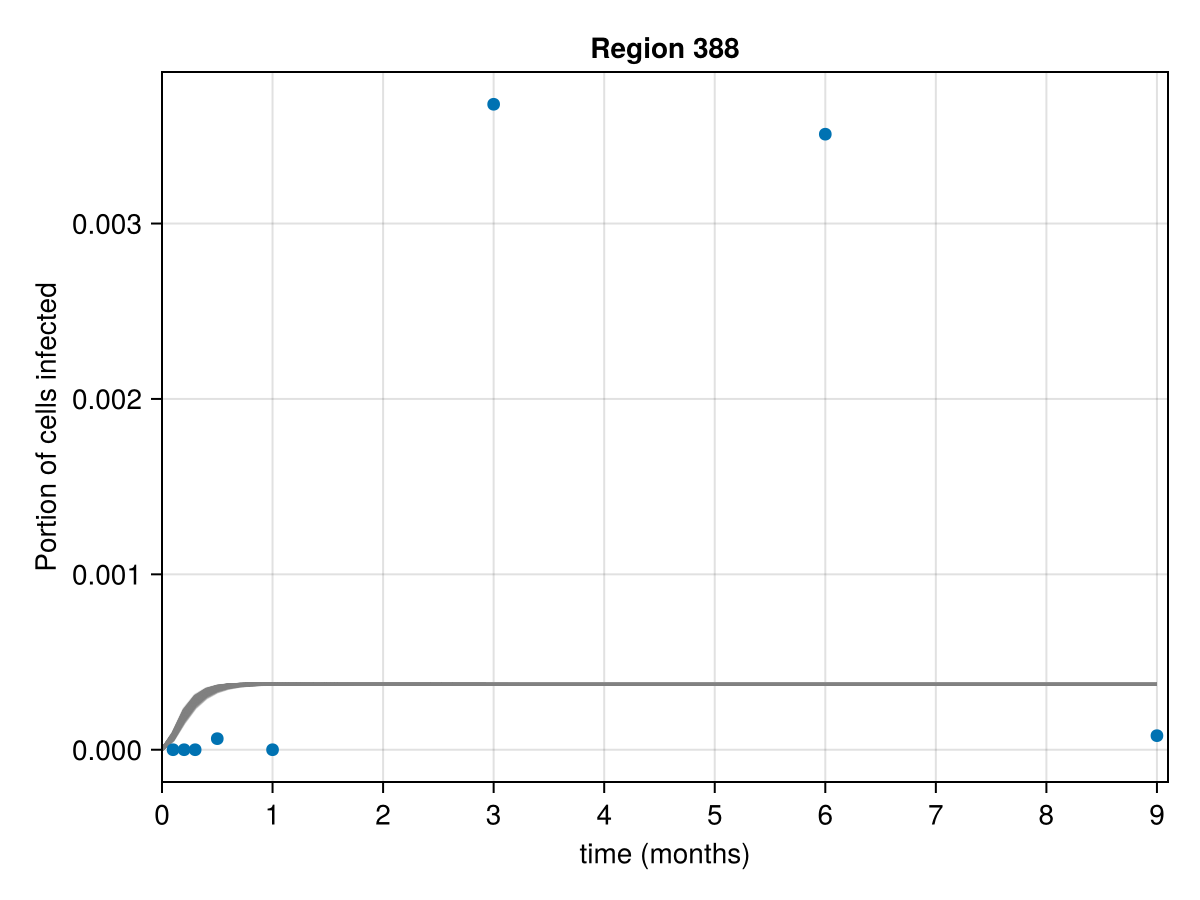 Region 388
Portion of cells infected
0.003
0.002
0.001
0.000
0 1 2 3 4 5 6 7 8 9
time (months)